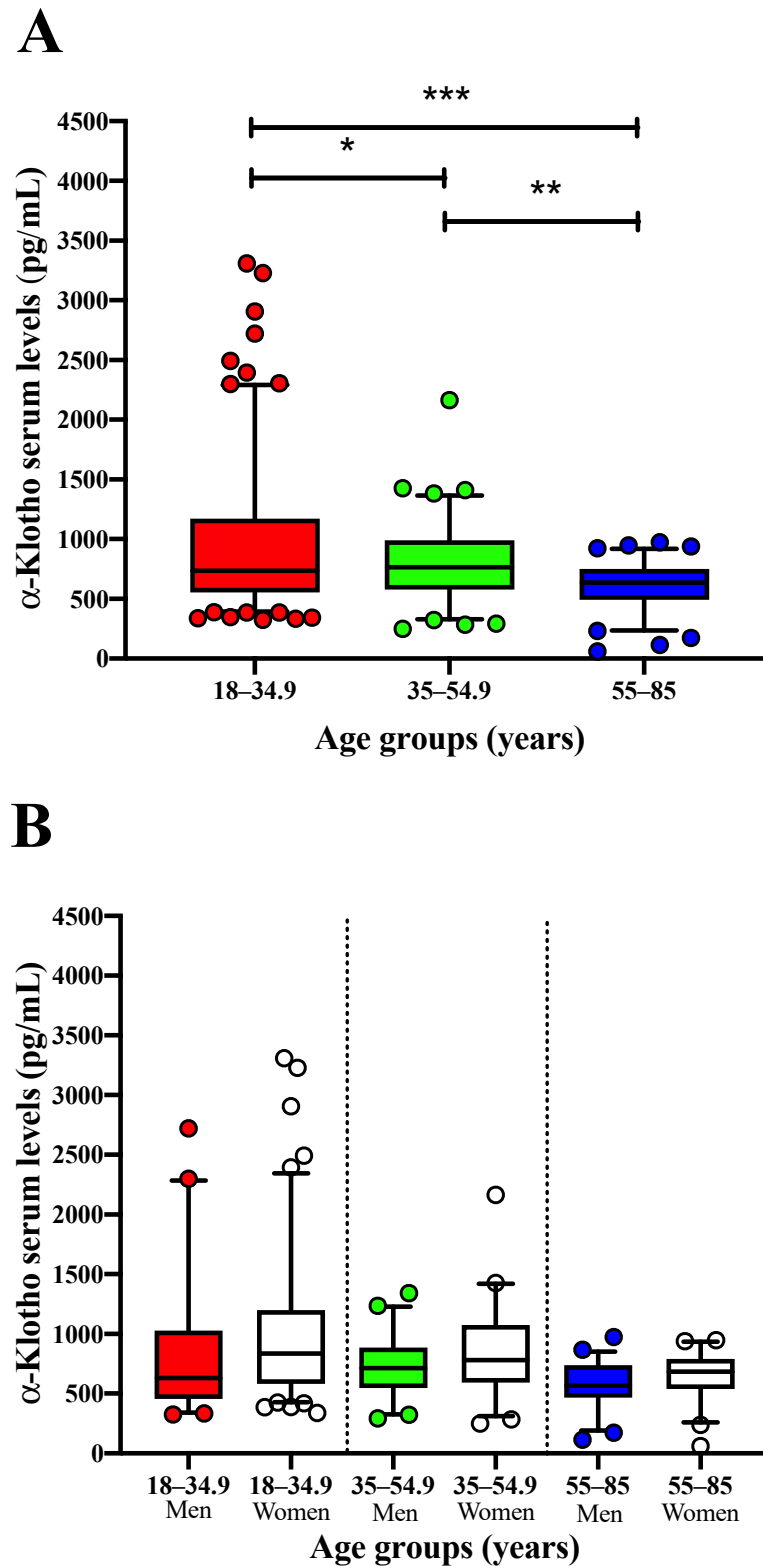 A
***
*
**
4500
4000
3500
3000
2500
2000
1500
1000
500
0
α-Klotho serum levels (pg/mL)
18–34.9 35–54.9 55–85
Age groups (years)
B
4500
4000
3500
3000
2500
2000
1500
1000
500
0
α-Klotho serum levels (pg/mL)
18–34.9 18–34.9 35–54.9 35–54.9 55–85 55–85
Men Women Men Women Men Women
Age groups (years)